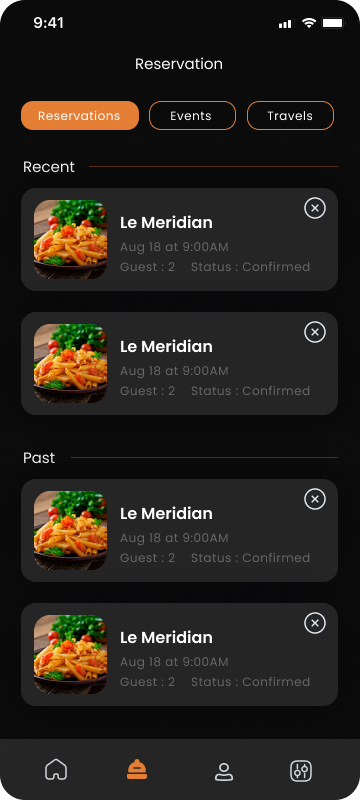 9:41
Reservation
Reservations Events Travels
Recent
Le Meridian
Aug 18 at 9:00AM
Guest : 2 Status : Confirmed
Le Meridian
Aug 18 at 9:00AM
Guest : 2 Status : Confirmed
Past
Le Meridian
Aug 18 at 9:00AM
Guest : 2 Status : Confirmed
Le Meridian
Aug 18 at 9:00AM
Guest : 2 Status : Confirmed